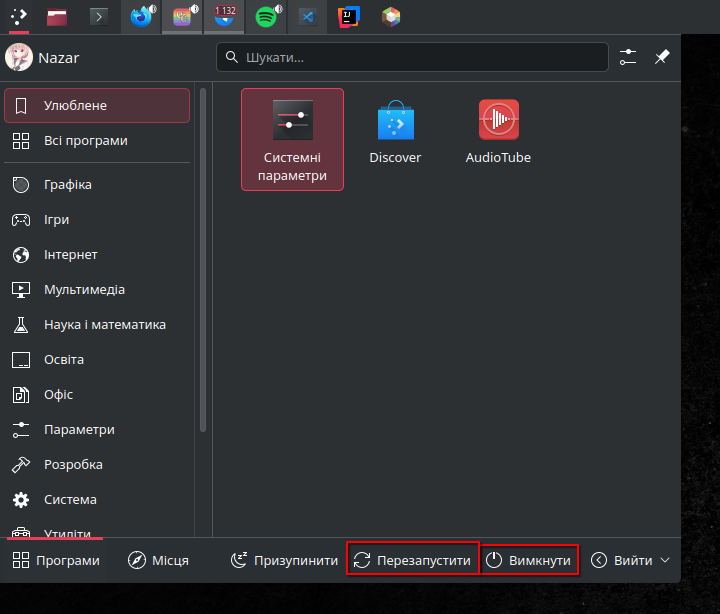 1 132
Nazar
Шукати...
Улюблене
Всі програми
Графіка
Ігри
Інтернет
Мультимедіа
Наука і математика
Освіта
Офіс
Параметри
Розробка
Система
Утиліти
Системні
параметри
Discover
AudioTube
Програми
Місця
Призупинити
Перезапустити
Вимкнути
Вийти